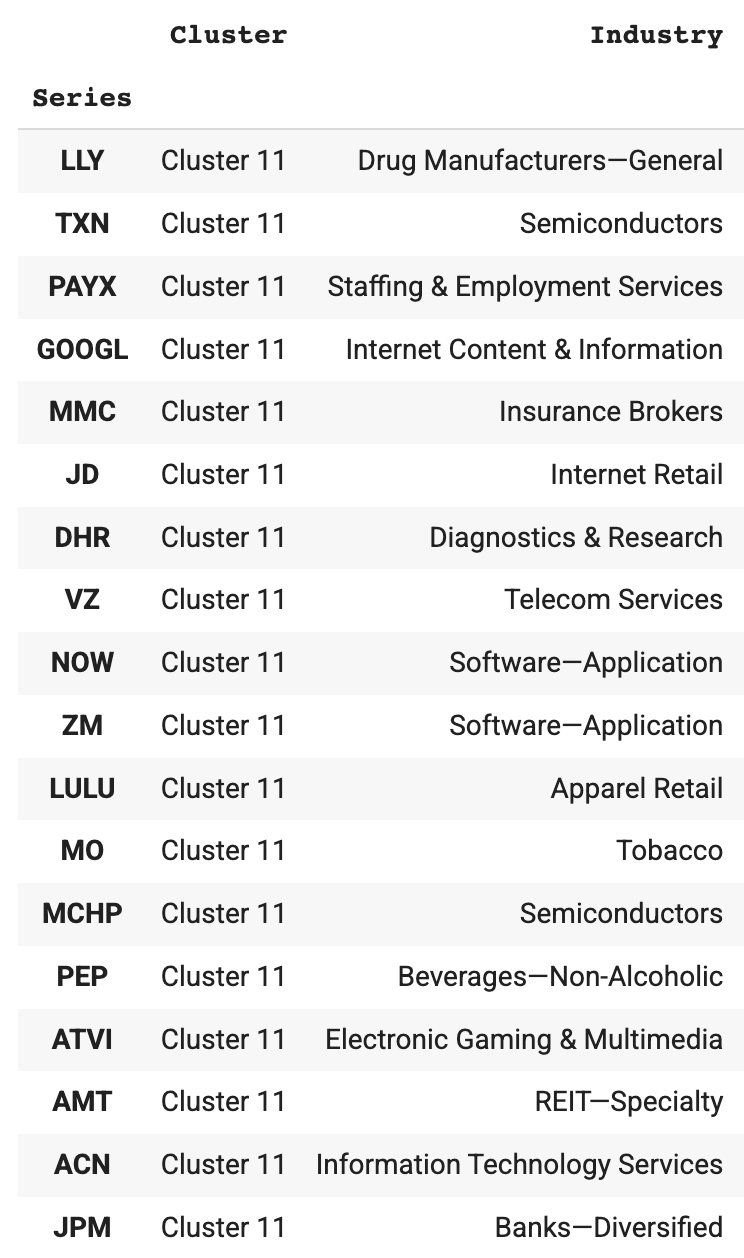 Cluster Industry
Series
LLY Cluster 11 Drug Manufacturers—General
TXN Cluster 11 Semiconductors
PAYX Cluster 11 Staffing & Employment Services
GOOGL Cluster 11 Internet Content & Information
MMC Cluster 11 Insurance Brokers
JD Cluster 11 Internet Retail
DHR Cluster 11 Diagnostics & Research
VZ Cluster 11 Telecom Services
NOW Cluster 11 Software—Application
ZM Cluster 11 Software—Application
LULU Cluster 11 Apparel Retail
MO Cluster 11 Tobacco
MCHP Cluster 11 Semiconductors
PEP Cluster 11 Beverages—Non-Alcoholic
ATVI Cluster 11 Electronic Gaming & Multimedia
AMT Cluster 11 REIT—Specialty
ACN Cluster 11 Information Technology Services
JPM Cluster 11 Banks—Diversified